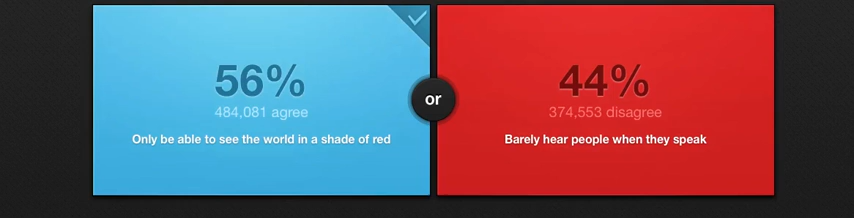 56%
484,081 agree
Only be able to see the world in a shade of red
or
44%
374,553 disagree
Barely hear people when they speak